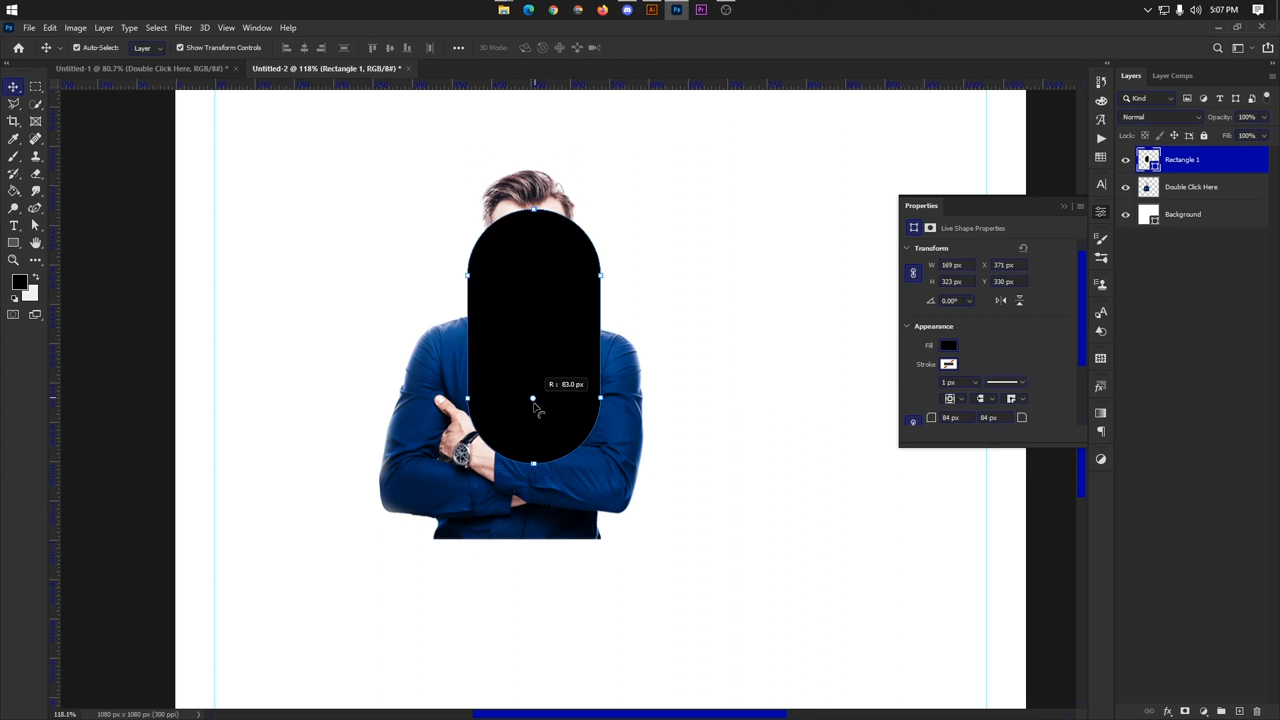 5:07 PM
File Edit Image Layer Type Select Filter 3D View Window Help
Auto-Select: Layer Show Transform Controls 3D Mode:
Untitled-1 @ 80.7% (Double Click Here, RGB/8#) * Untitled-2 @ 118% (Rectangle 1, RGB/8#) *
Layers Layer Comps
Kind
Normal Opacity: 100%
Lock: Fill: 100%
Rectangle 1
Double Click Here
Background
Properties
Live Shape Properties
Transform
W 169 px X 371 px
H 323 px Y 330 px
0.00°
Appearance
Fill
Stroke
1 px
84 px 84 px
R : 83.0 px
118.1% 1080 px x 1080 px (300 ppi)